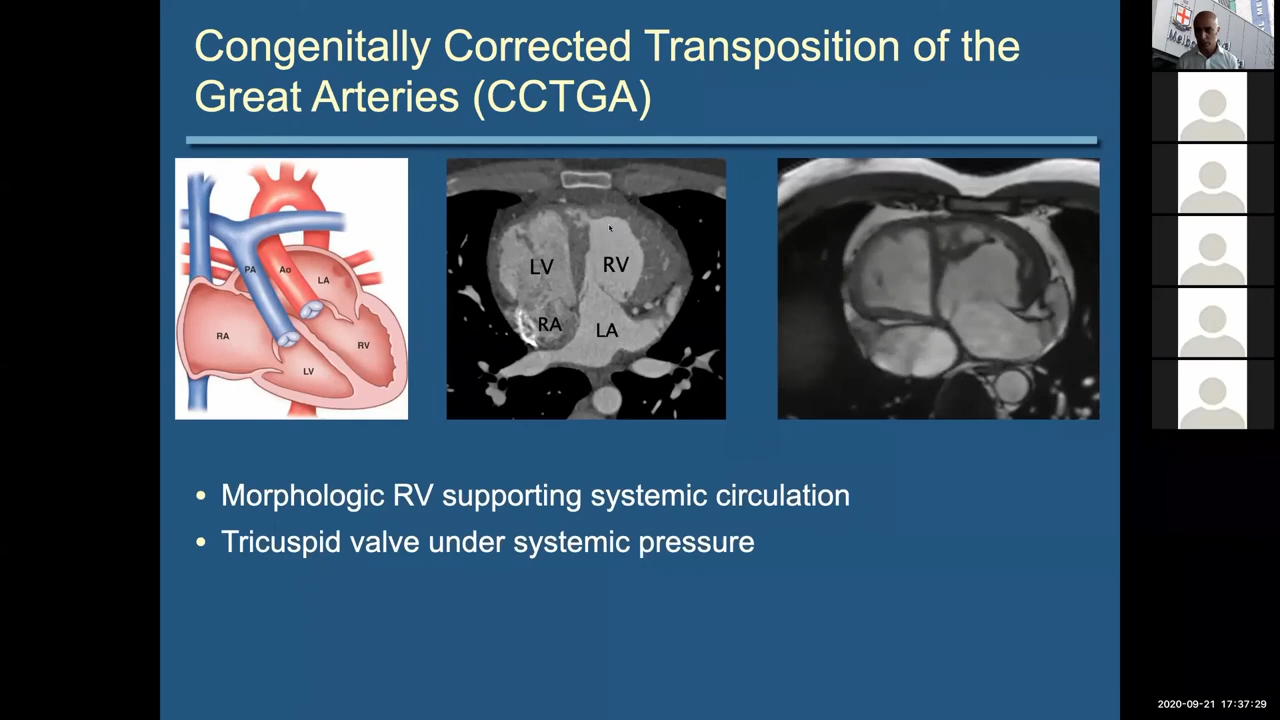 Congenitally Corrected Transposition of the
Great Arteries (CCTGA)
PA
Ao
LA
RA
RV
LV
LV
RV
RA
LA
• Morphologic RV supporting systemic circulation
• Tricuspid valve under systemic pressure
2020-09-21 17:37:29